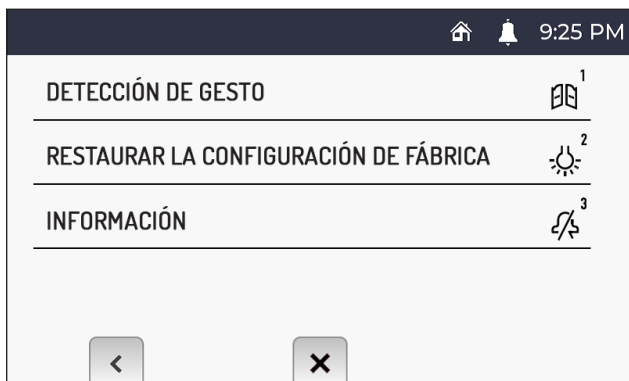 9:25 PM
DETECCIÓN DE GESTO 1
RESTAURAR LA CONFIGURACIÓN DE FÁBRICA 2
INFORMACIÓN 3